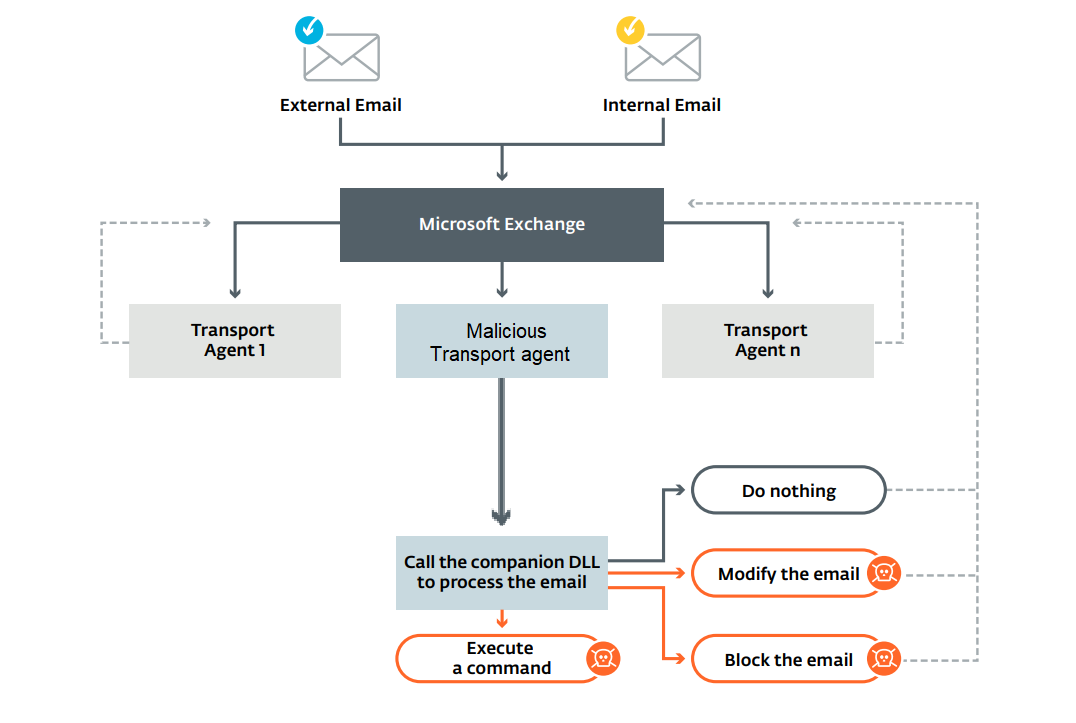 External Email
Internal Email
Microsoft Exchange
Transport
Agent 1
Malicious
Transport agent
Transport
Agent n
Do nothing
Call the companion DLL
to process the email
Modify the email
Execute
a command
Block the email